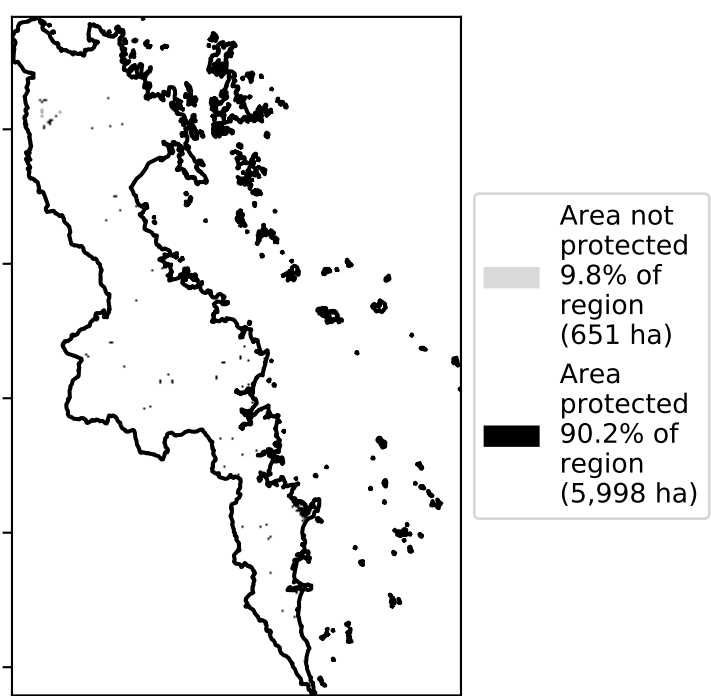 Area not
protected
9.8% of
region
(651 ha)
Area
protected
90.2% of
region
(5,998 ha)